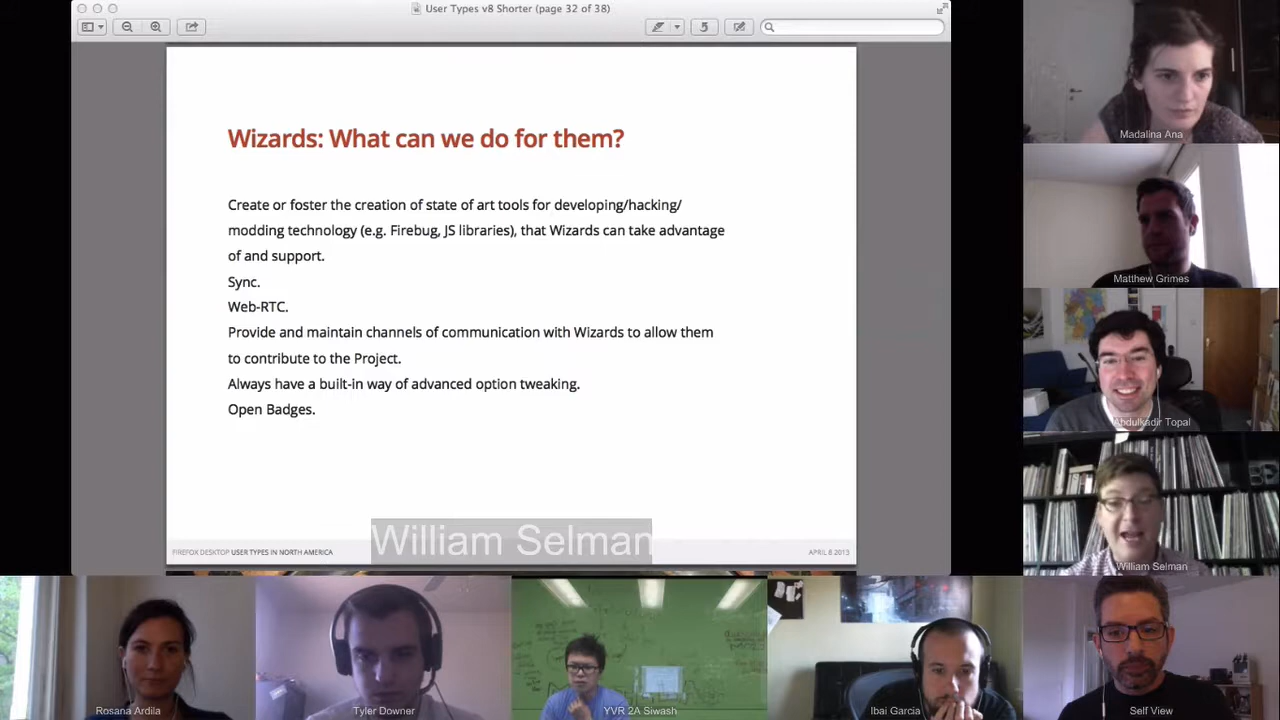 User Types v8 Shorter (page 32 of 38)
Wizards: What can we do for them?
Create or foster the creation of state of art tools for developing/hacking/
modding technology (e.g. Firebug, JS libraries), that Wizards can take advantage
of and support.
Sync.
Web-RTC.
Provide and maintain channels of communication with Wizards to allow them
to contribute to the Project.
Always have a built-in way of advanced option tweaking.
Open Badges.
William Selman
FIREFOX DESKTOP USER TYPES IN NORTH AMERICA
APRIL 8 2013
Madalina Ana
Matthew Grimes
Abdulkadir Topal
William Selman
Rosana Ardila
Tyler Downer
YVR 2A Siwash
Ibai Garcia
Self View